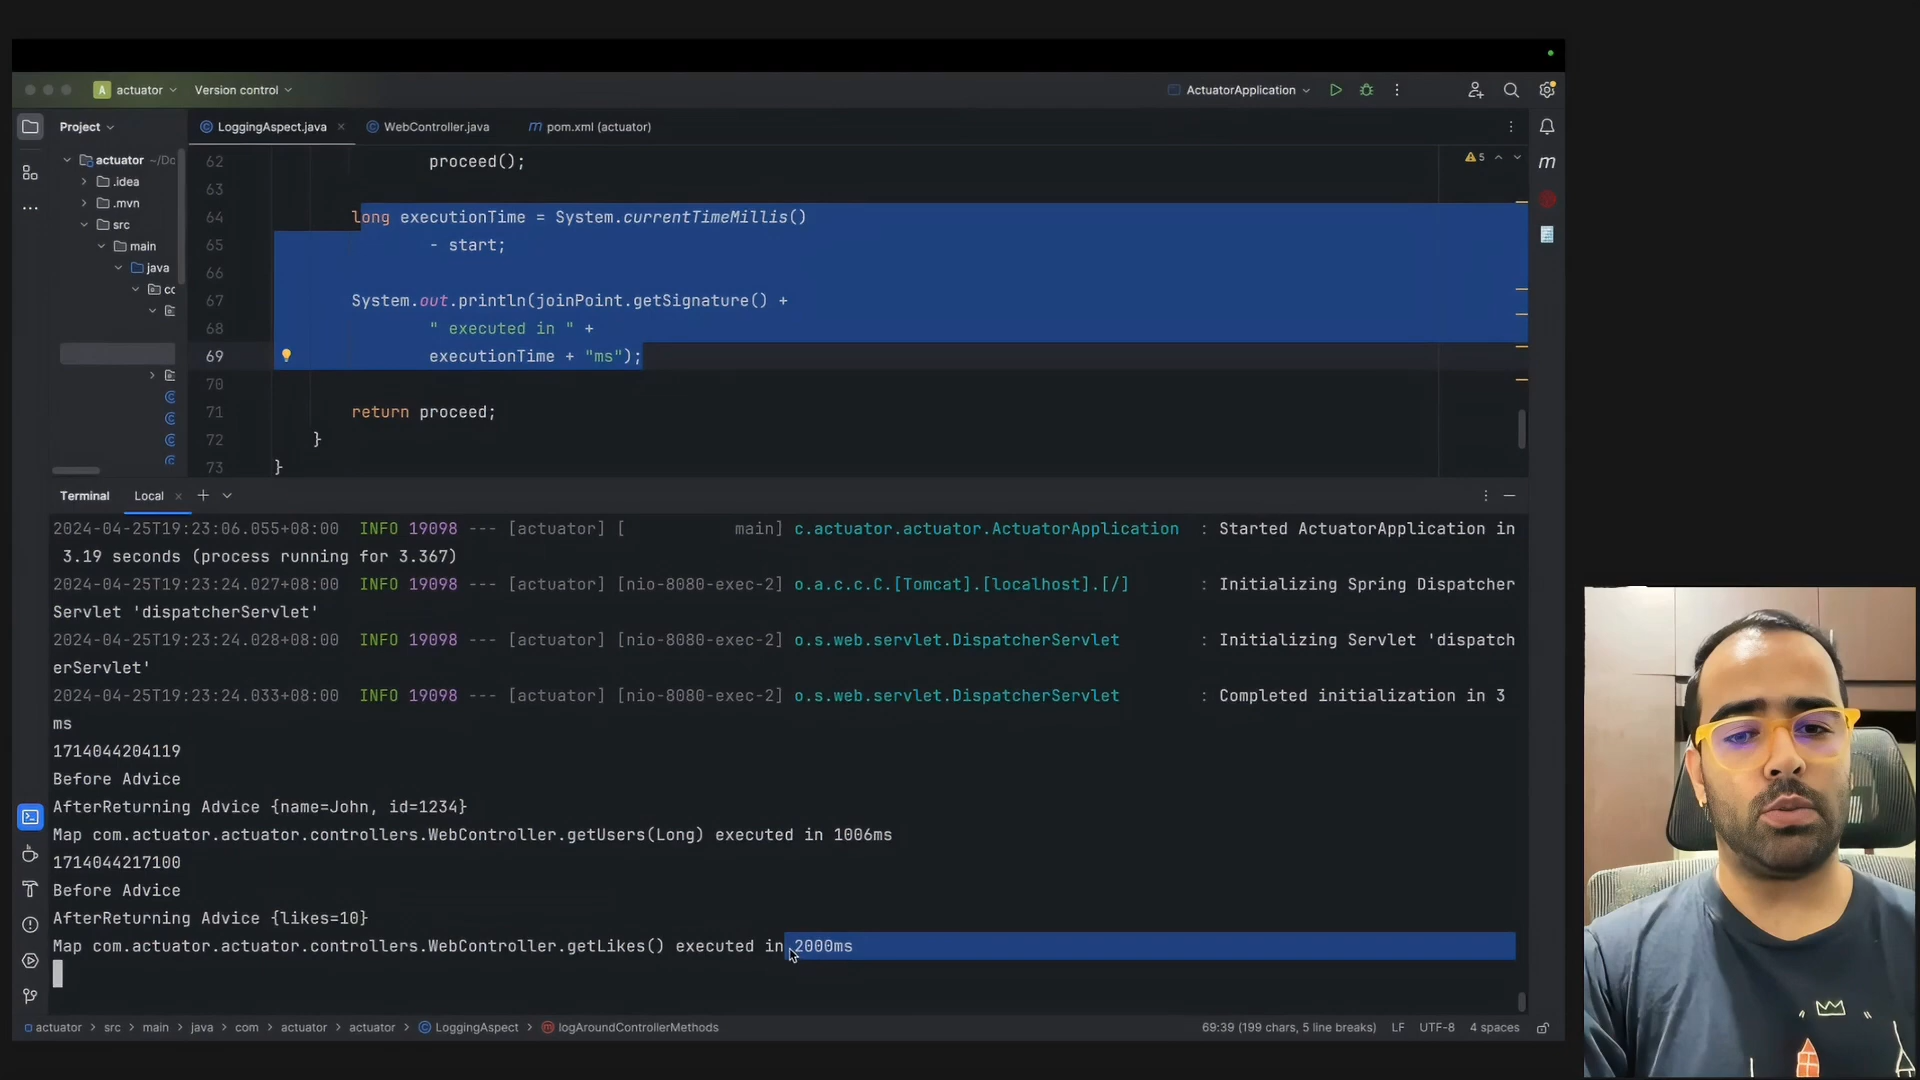 actuator
Version control
ActuatorApplication
Project
LoggingAspect.java
WebController.java
pom.xml (actuator)
actuator ~/Do
.idea
.mvn
src
main
java
co
5
62 proceed();
63
64 long executionTime = System.currentTimeMillis()
65 - start;
66
67 System.out.println(joinPoint.getSignature() +
68 " executed in " +
69 executionTime + "ms");
70
71 return proceed;
72 }
73 }
Terminal
Local
2024-04-25T19:23:06.055+08:00 INFO 19098 --- [actuator] [ main] c.actuator.actuator.ActuatorApplication : Started ActuatorApplication in
3.19 seconds (process running for 3.367)
2024-04-25T19:23:24.027+08:00 INFO 19098 --- [actuator] [nio-8080-exec-2] o.a.c.c.C.[Tomcat].[localhost].[/] : Initializing Spring Dispatcher
Servlet 'dispatcherServlet'
2024-04-25T19:23:24.028+08:00 INFO 19098 --- [actuator] [nio-8080-exec-2] o.s.web.servlet.DispatcherServlet : Initializing Servlet 'dispatch
erServlet'
2024-04-25T19:23:24.033+08:00 INFO 19098 --- [actuator] [nio-8080-exec-2] o.s.web.servlet.DispatcherServlet : Completed initialization in 3
ms
1714044204119
Before Advice
AfterReturning Advice {name=John, id=1234}
Map com.actuator.actuator.controllers.WebController.getUsers(Long) executed in 1006ms
1714044217100
Before Advice
AfterReturning Advice {likes=10}
Map com.actuator.actuator.controllers.WebController.getLikes() executed in 2000ms
actuator > src > main > java > com > actuator > actuator > LoggingAspect > logAroundControllerMethods
69:39 (199 chars, 5 line breaks) LF UTF-8 4 spaces